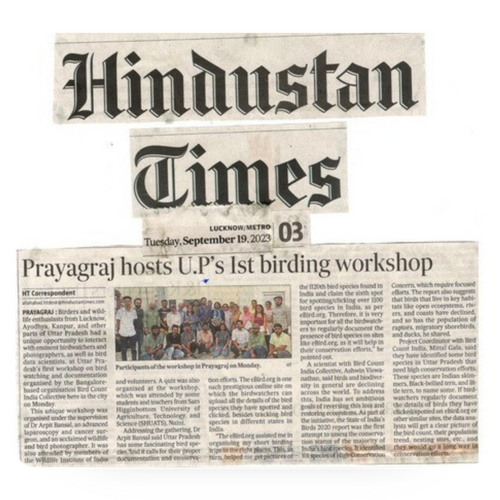 Hindustan
Times
LUCKNOW/METRO
Tuesday, September 19, 2023
03
Prayagraj hosts U.P's 1st birding workshop
HT Correspondent
allahabad.htdesk@hindustantimes.com
PRAYAGRAJ : Birders and wild-
life enthusiasts from Lucknow,
Ayodhya, Kanpur, and other
parts of Uttar Pradesh had a
unique opportunity to interact
with eminent birdwatchers and
photographers, as well as bird
data scientists, at Uttar Pra-
desh's first workshop on bird
watching and documentation
organised by the Bangalore-
based organisation Bird Count
India Collective here in the city
on Monday.
This unique workshop was
organised under the supervision
of Dr Arpit Bansal, an advanced
laparoscopy and cancer sur-
geon, and an acclaimed wildlife
and bird photographer. It was
also attended by members of
the Wildlife Institute of India
Participants of the workshop in Prayagraj on Monday.
HT
and volunteers. A quiz was also
organised at the workshop
which was attended by some
students and teachers from Sam
Higginbottom University of
Agriculture, Technology, and
Science (SHUATS), Naini.
Addressing the gathering, Dr
Arpit Bansal said Uttar Pradesh
has some fascinating bird spe-
cies "and it calls for their proper
documentation and conserva-
tion efforts. The eBird.org is one
such prestigious online site on
which the birdwatchers can
upload all the details of the bird
species they have spotted and
clicked, besides tracking bird
species in different states in
India.
"The eBird.org assisted me in
organising my short birding
trips to the right places. This, in
turn, helped me get pictures of
the 1120th bird species found in
India and claim the sixth spot
for spotting/clicking over 1100
bird species in India, as per
eBird.org. Therefore, it is very
important for all the birdwatch-
ers to regularly document the
presence of bird species on sites
like eBird.org, as it will help in
their conservation efforts," he
pointed out.
A scientist with Bird Count
India Collective, Ashwin Viswa-
nathan, said birds and biodiver-
sity in general are declining
across the world. To address
this, India has an ambitious
goals of reversing this loss and
restoring ecosystems. As part of
this initiative, the State of India's
Birds 2020 report was the first
attempt to assess the conserva-
tion status of the majority of
India's bird species. It identified
101 species of High Conservation
Concern, which require focused
efforts. The report also suggests
that birds that live in key habi-
tats like open ecosystems, riv-
ers, and coasts have declined,
and so has the population of
raptors, migratory shorebirds,
and ducks, he shared.
Project Coordinator with Bird
Count India, Mittal Gala, said
they have identified some bird
species in Uttar Pradesh that
need high conservation efforts.
These species are Indian skim-
mers, Black-bellied tern, and lit-
tle tern, to name some. If bird-
watchers regularly document
the details of birds they have
clicked/spotted on eBird.org or
other similar sites, the data ana-
lysts will get a clear picture of
the bird count, their population
trend, nesting sites, etc., and
they would go a long way in
conservation efforts.